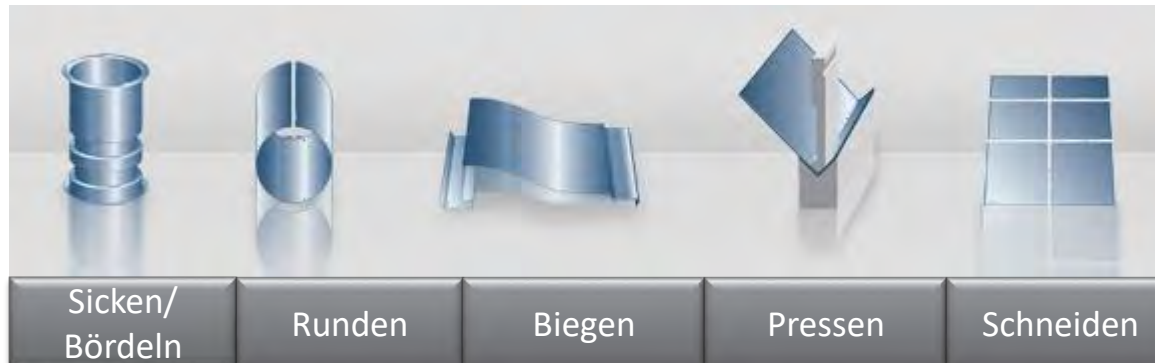 Sicken/
Bördeln
Runden
Biegen
Pressen
Schneiden